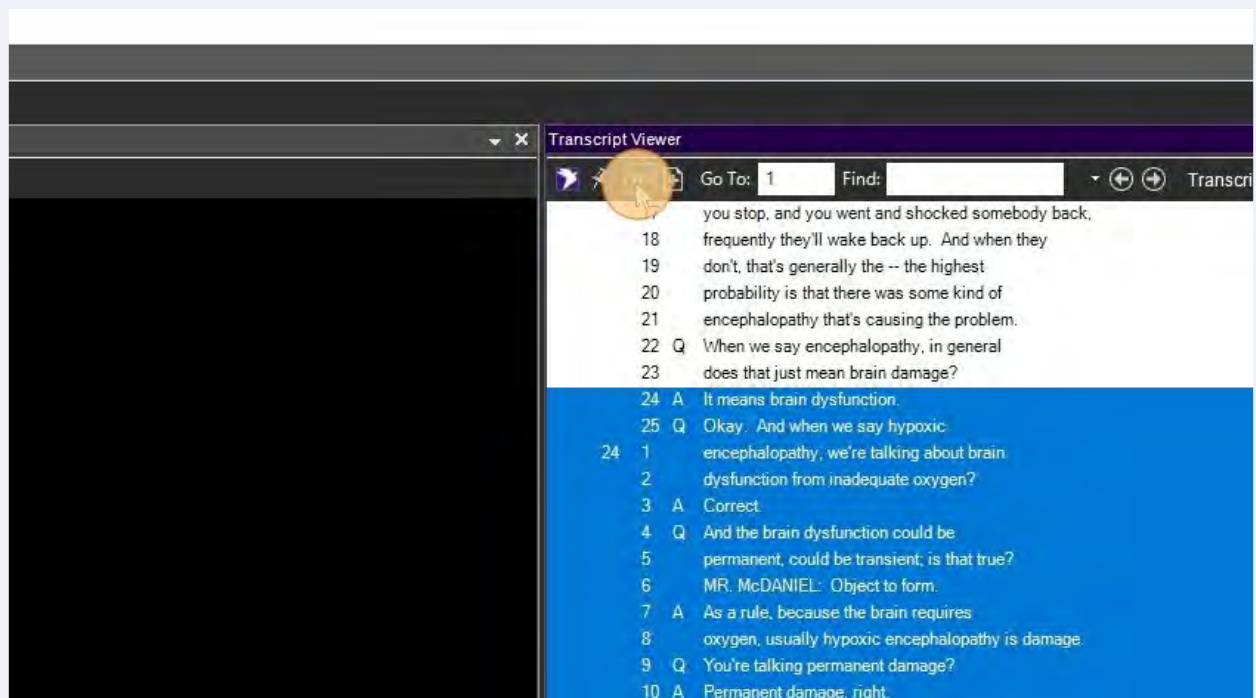 Transcript Viewer
Go To: 1 Find: Transcri
you stop, and you went and shocked somebody back,
18 frequently they'll wake back up. And when they
19 don't, that's generally the -- the highest
20 probability is that there was some kind of
21 encephalopathy that's causing the problem.
22 Q When we say encephalopathy, in general
23 does that just mean brain damage?
24 A It means brain dysfunction.
25 Q Okay. And when we say hypoxic
24 1 encephalopathy, we're talking about brain
2 dysfunction from inadequate oxygen?
3 A Correct.
4 Q And the brain dysfunction could be
5 permanent, could be transient; is that true?
6 MR. McDANIEL: Object to form.
7 A As a rule, because the brain requires
8 oxygen, usually hypoxic encephalopathy is damage.
9 Q You're talking permanent damage?
10 A Permanent damage, right.